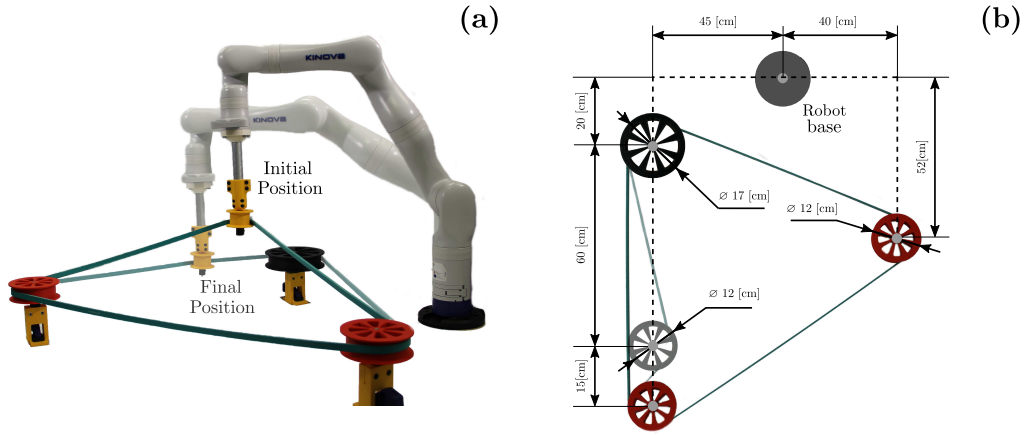 (a)
KINOVA
KINOVA
Initial
Position
Final
Position
(b)
45 [cm]
40 [cm]
20 [cm]
Robot
base
52[cm]
⌀ 17 [cm]
⌀ 12 [cm]
60 [cm]
⌀ 12 [cm]
15[cm]